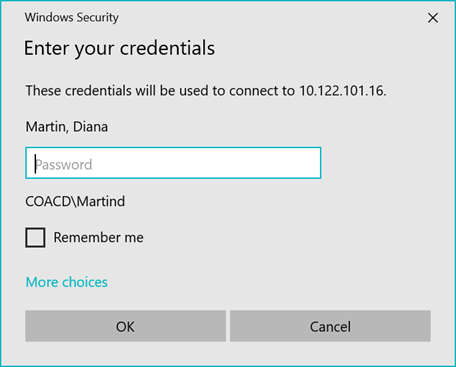 Windows Security
Enter your credentials
These credentials will be used to connect to 10.122.101.16.
Martin, Diana
Password
COACD\Martind
Remember me
More choices
OK
Cancel